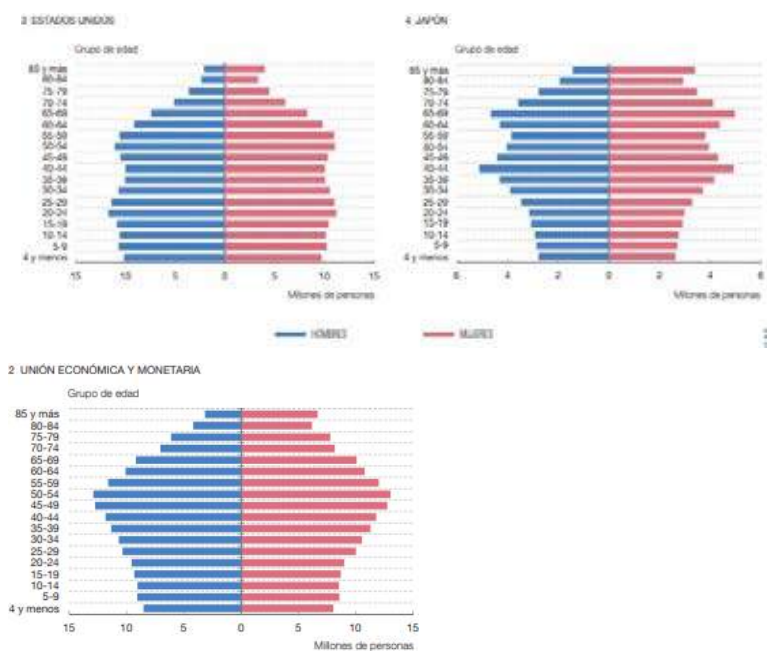 3 ESTADOS UNIDOS
Grupo de edad
85 y más
80-84
75-79
70-74
65-69
60-64
55-59
50-54
45-49
40-44
35-39
30-34
25-29
20-24
15-19
10-14
5-9
4 y menos
15 10 5 0 5 10 15
Millones de personas
4 JAPÓN
Grupo de edad
85 y más
80-84
75-79
70-74
65-69
60-64
55-59
50-54
45-49
40-44
35-39
30-34
25-29
20-24
15-19
10-14
5-9
4 y menos
6 4 2 0 2 4 6
Millones de personas
HOMBRES
MUJERES
2 UNIÓN ECONÓMICA Y MONETARIA
Grupo de edad
85 y más
80-84
75-79
70-74
65-69
60-64
55-59
50-54
45-49
40-44
35-39
30-34
25-29
20-24
15-19
10-14
5-9
4 y menos
15 10 5 0 5 10 15
Millones de personas